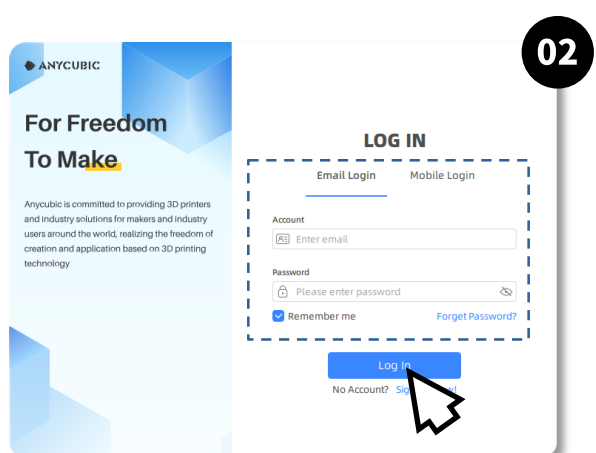 02
ANYCUBIC
For Freedom
To Make
Anycubic is committed to providing 3D printers
and industry solutions for makers and industry
users around the world, realizing the freedom of
creation and application based on 3D printing
technology
LOG IN
Email Login Mobile Login
Account
Enter email
Password
Please enter password
Remember me Forget Password?
Log In
No Account?